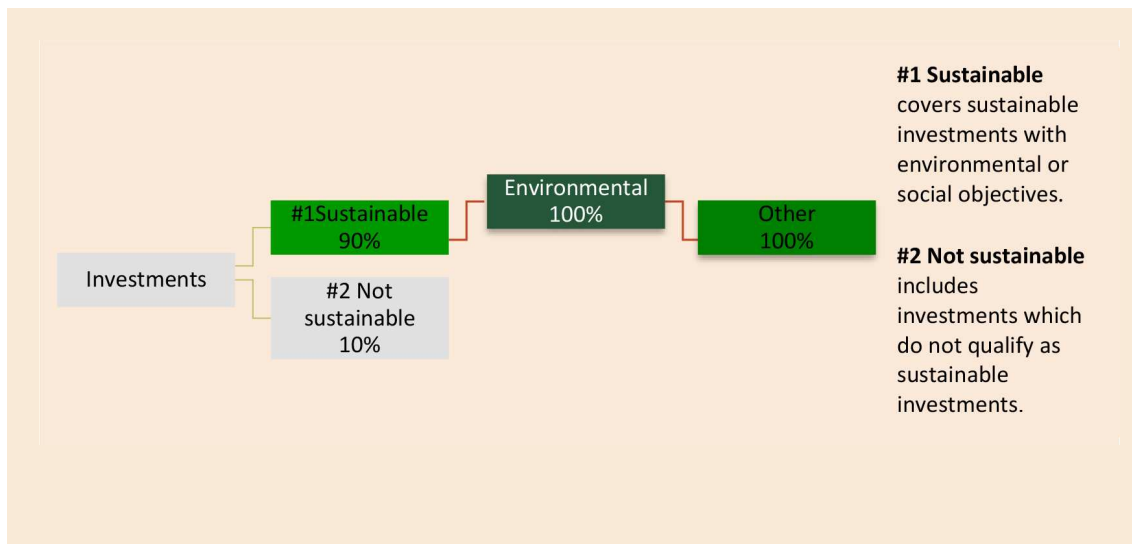 Investments
#1Sustainable
90%
#2 Not
sustainable
10%
Environmental
100%
Other
100%
#1 Sustainable
covers sustainable
investments with
environmental or
social objectives.
#2 Not sustainable
includes
investments which
do not qualify as
sustainable
investments.